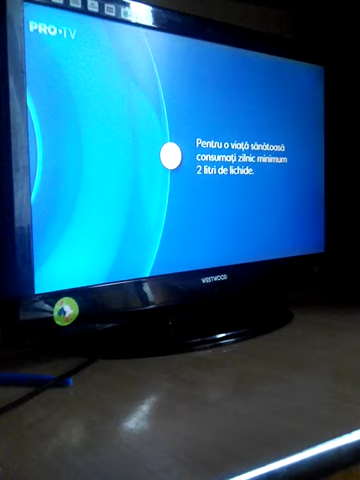 PRO•TV
Pentru o viață sănătoasă
consumați zilnic minimum
2 litri de lichide.
WESTWOOD